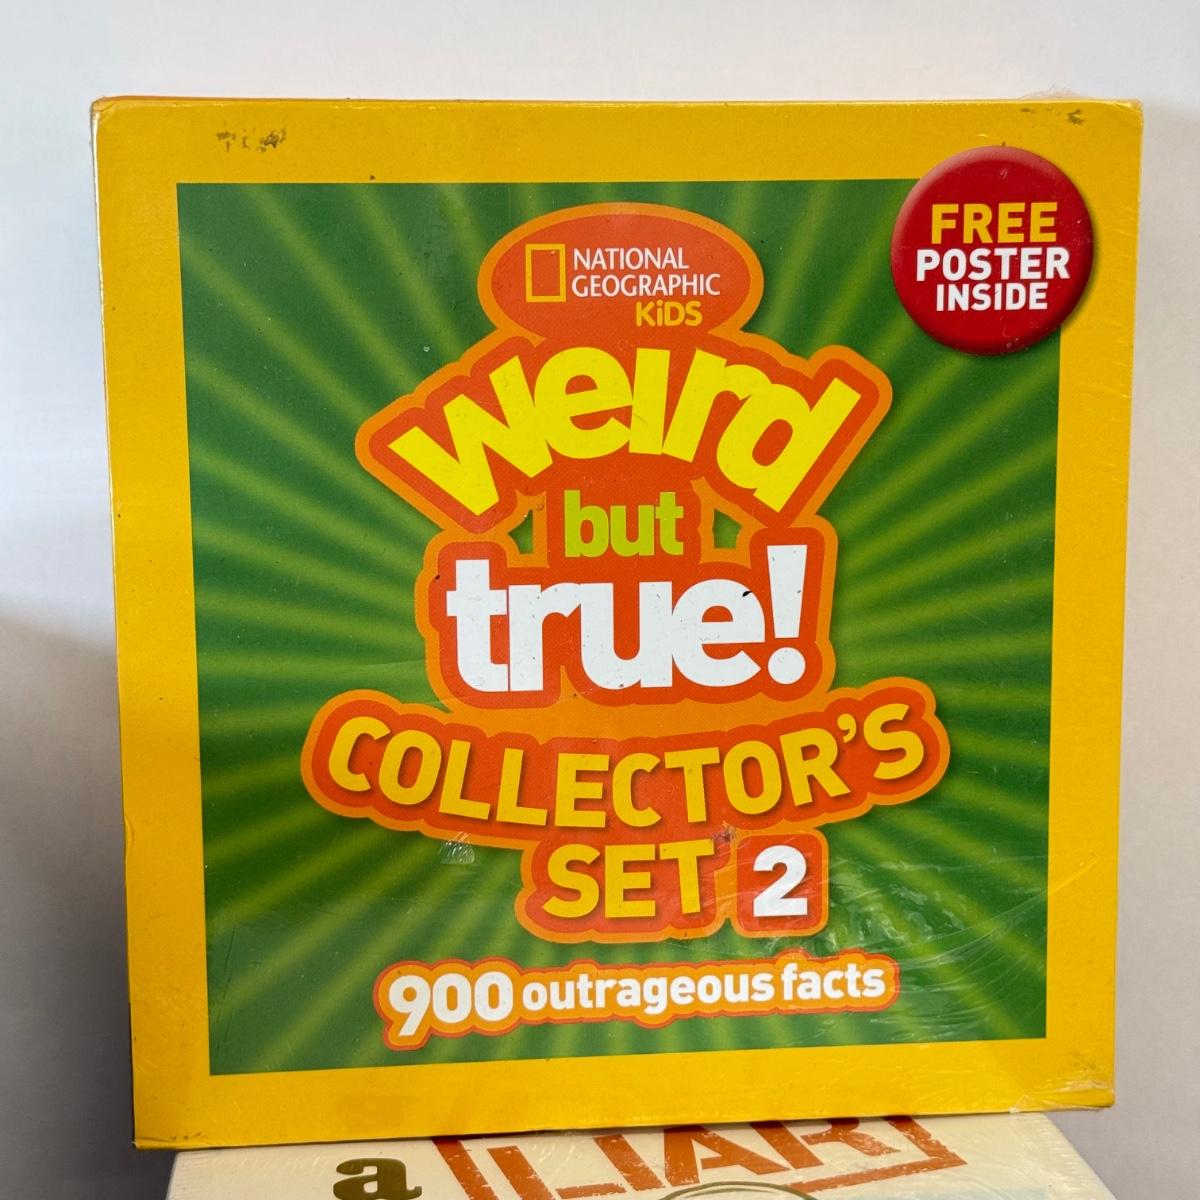 FREE
POSTER
INSIDE
NATIONAL
GEOGRAPHIC
KiDS
weird
but
true!
COLLECTOR'S
SET 2
900 outrageous facts
a LIAR